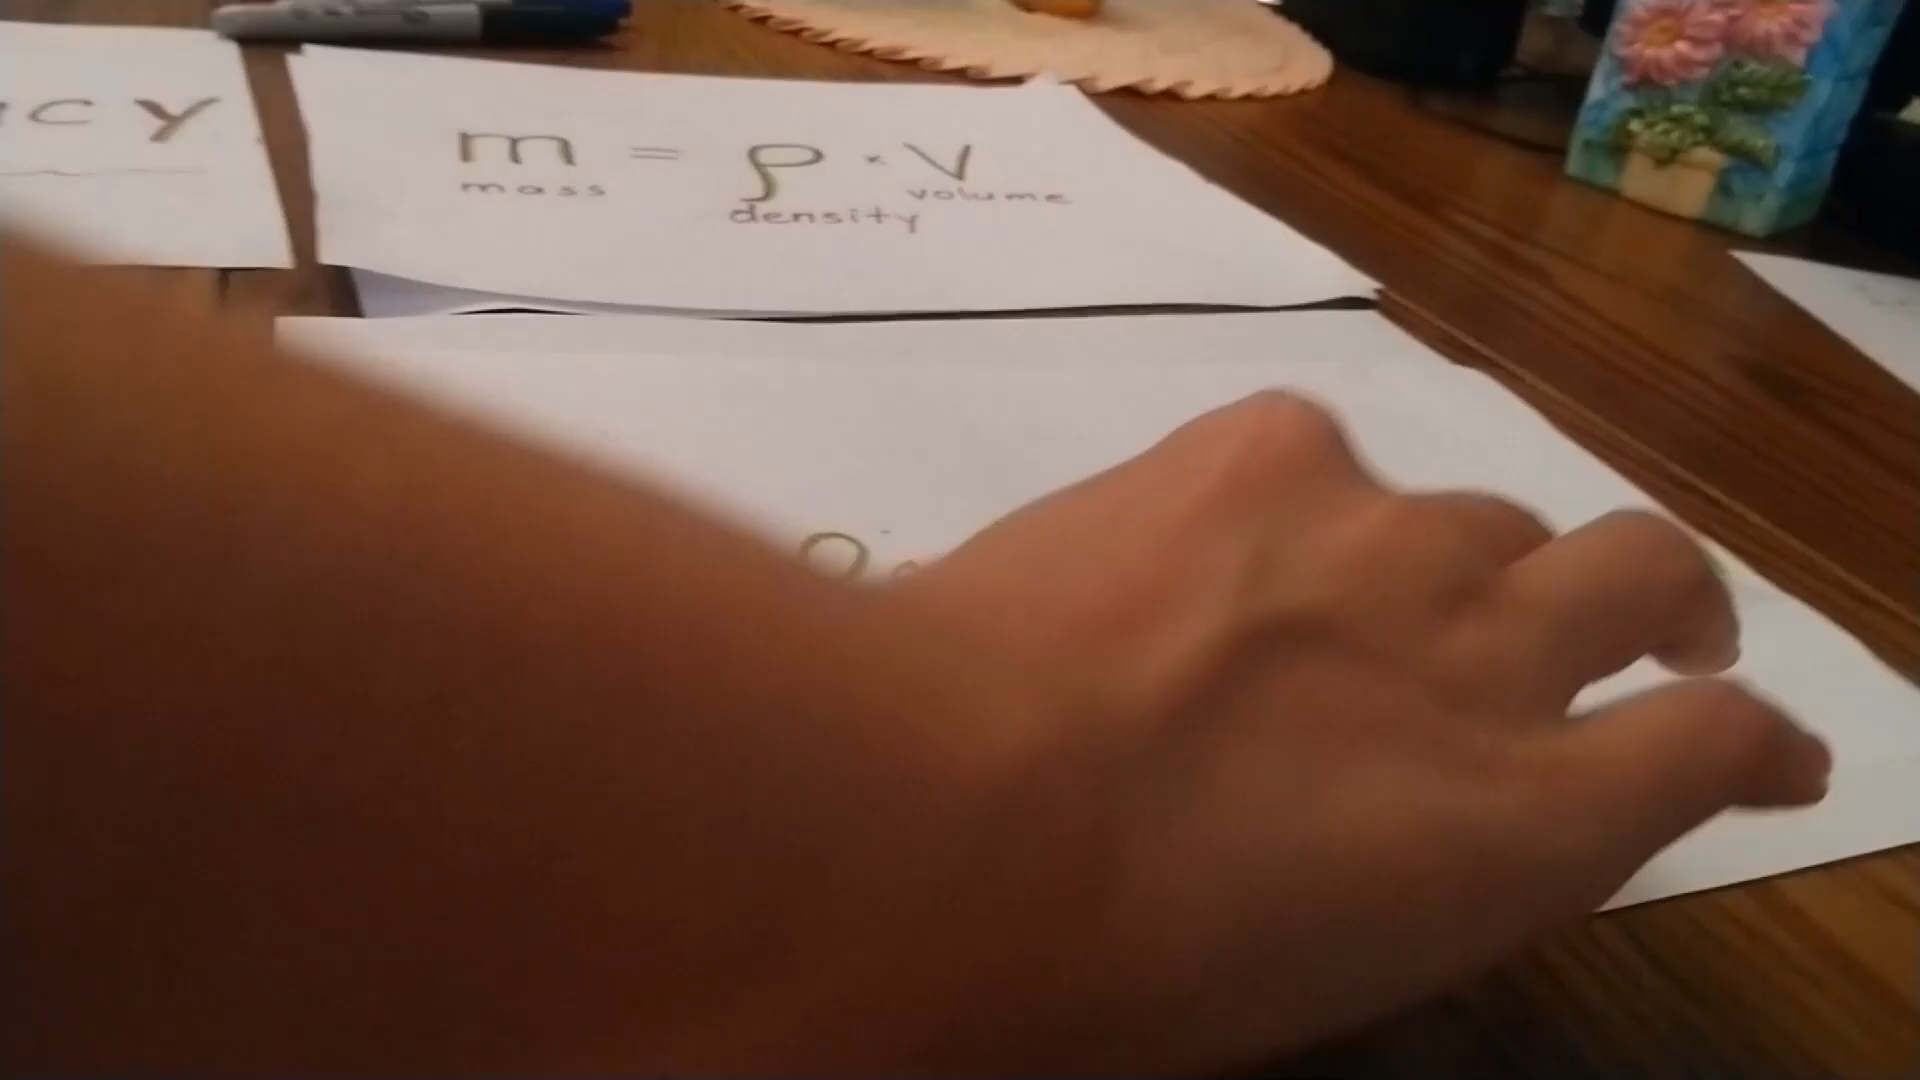 CY
m = ρ · V
mass density volume